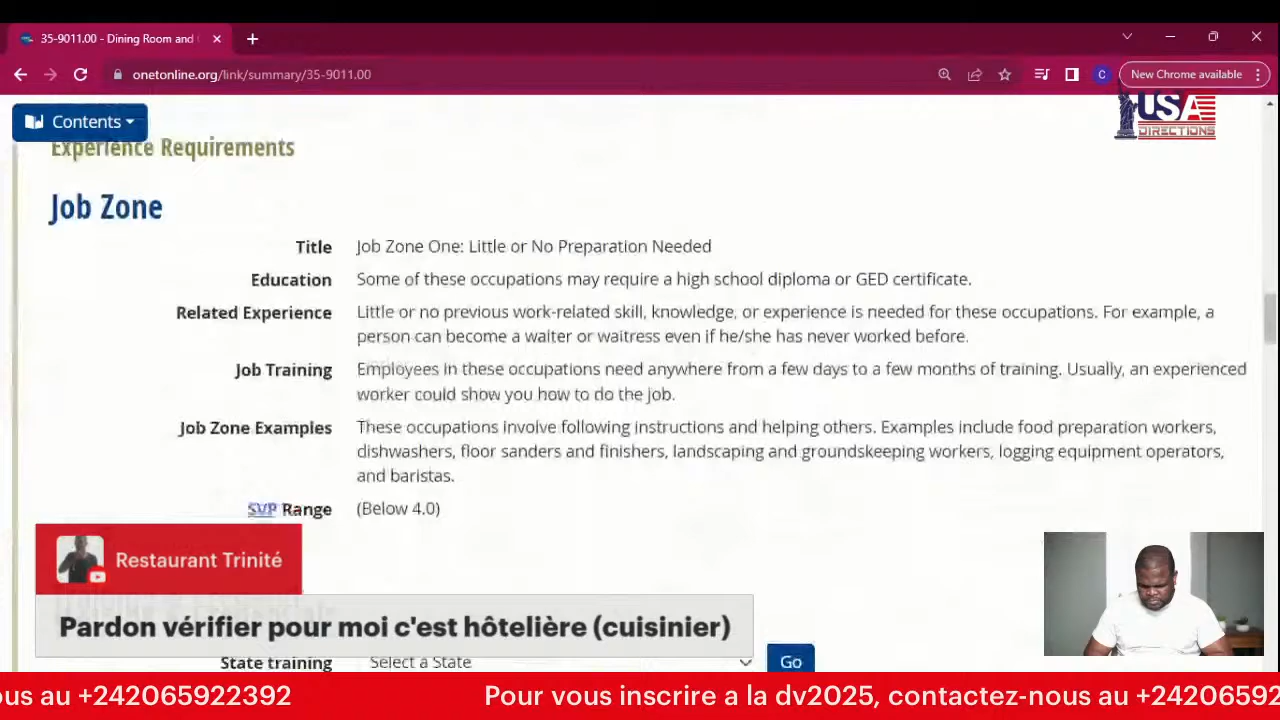 35-9011.00 - Dining Room and
onetonline.org/link/summary/35-9011.00
C
New Chrome available
Contents
USA
DIRECTIONS
Experience Requirements
Job Zone
Title Job Zone One: Little or No Preparation Needed
Education Some of these occupations may require a high school diploma or GED certificate.
Related Experience Little or no previous work-related skill, knowledge, or experience is needed for these occupations. For example, a
person can become a waiter or waitress even if he/she has never worked before.
Job Training Employees in these occupations need anywhere from a few days to a few months of training. Usually, an experienced
worker could show you how to do the job.
Job Zone Examples These occupations involve following instructions and helping others. Examples include food preparation workers,
dishwashers, floor sanders and finishers, landscaping and groundskeeping workers, logging equipment operators,
and baristas.
SVP Range (Below 4.0)
Restaurant Trinité
Pardon vérifier pour moi c'est hôtelière (cuisinier)
State training Select a State Go
ous au +242065922392 Pour vous inscrire a la dv2025, contactez-nous au +24206592